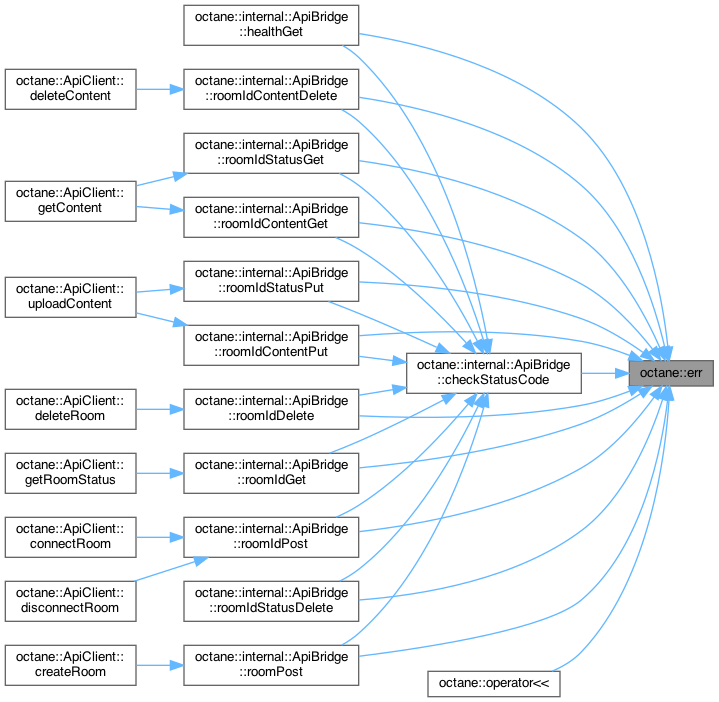 octane::internal::ApiBridge
::healthGet
octane::ApiClient::
deleteContent
octane::internal::ApiBridge
::roomIdContentDelete
octane::internal::ApiBridge
::roomIdStatusGet
octane::ApiClient::
getContent
octane::internal::ApiBridge
::roomIdContentGet
octane::internal::ApiBridge
::roomIdStatusPut
octane::ApiClient::
uploadContent
octane::internal::ApiBridge
::roomIdContentPut
octane::internal::ApiBridge
::checkStatusCode
octane::err
octane::ApiClient::
deleteRoom
octane::internal::ApiBridge
::roomIdDelete
octane::ApiClient::
getRoomStatus
octane::internal::ApiBridge
::roomIdGet
octane::ApiClient::
connectRoom
octane::internal::ApiBridge
::roomIdPost
octane::ApiClient::
disconnectRoom
octane::internal::ApiBridge
::roomIdStatusDelete
octane::ApiClient::
createRoom
octane::internal::ApiBridge
::roomPost
octane::operator<<